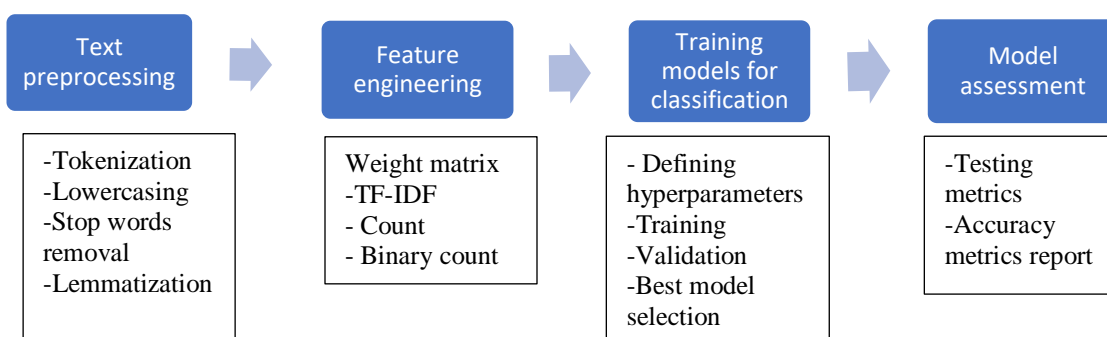 Text
preprocessing
Feature
engineering
Training
models for
classification
Model
assessment
-Tokenization
-Lowercasing
-Stop words
removal
-Lemmatization
Weight matrix
-TF-IDF
- Count
- Binary count
- Defining
hyperparameters
-Training
-Validation
-Best model
selection
-Testing
metrics
-Accuracy
metrics report